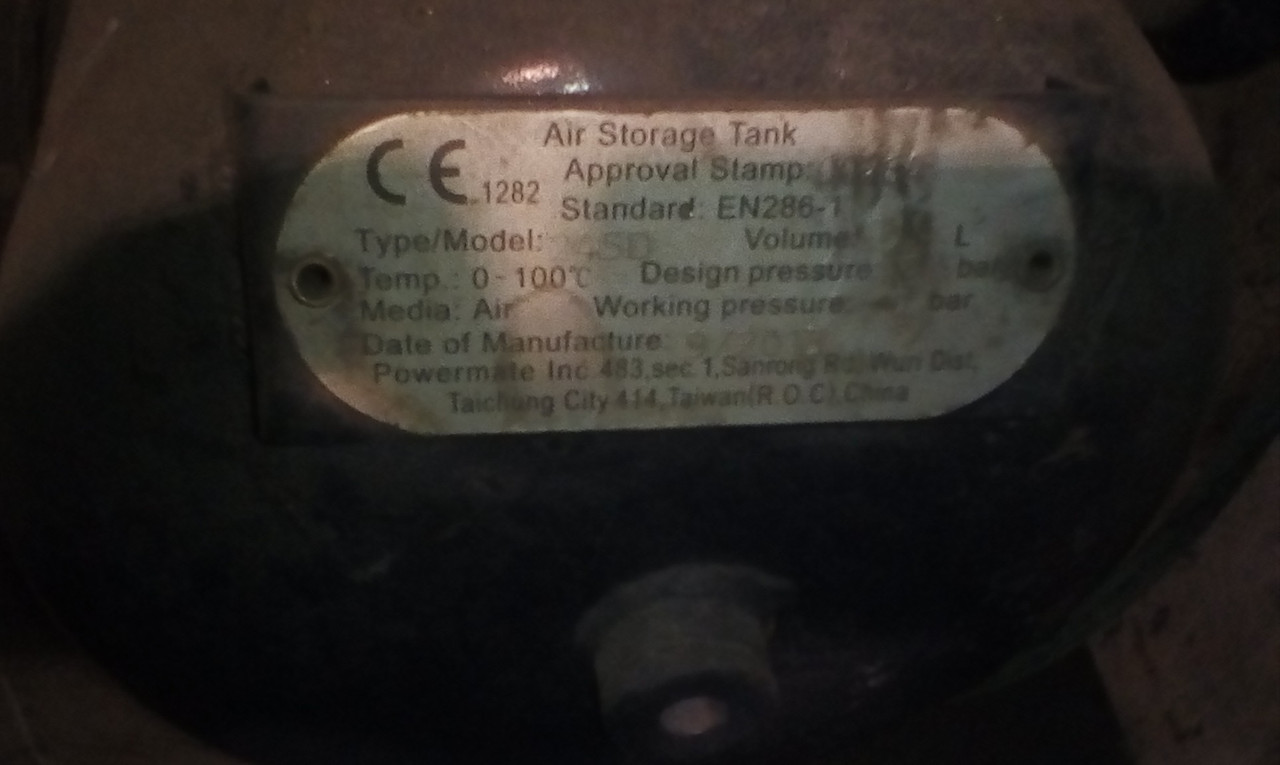 Air Storage Tank
CE 1282
Approval Stamp:
Standard: EN286-1
Type/Model: Volume: L
Temp.: 0-100℃ Design pressure bar
Media: Air Working pressure: bar
Date of Manufacture:
Powermate Inc 483,sec 1,Sanrong Rd, Wun Dist,
Taichung City 414,Taiwan(R.O.C),China